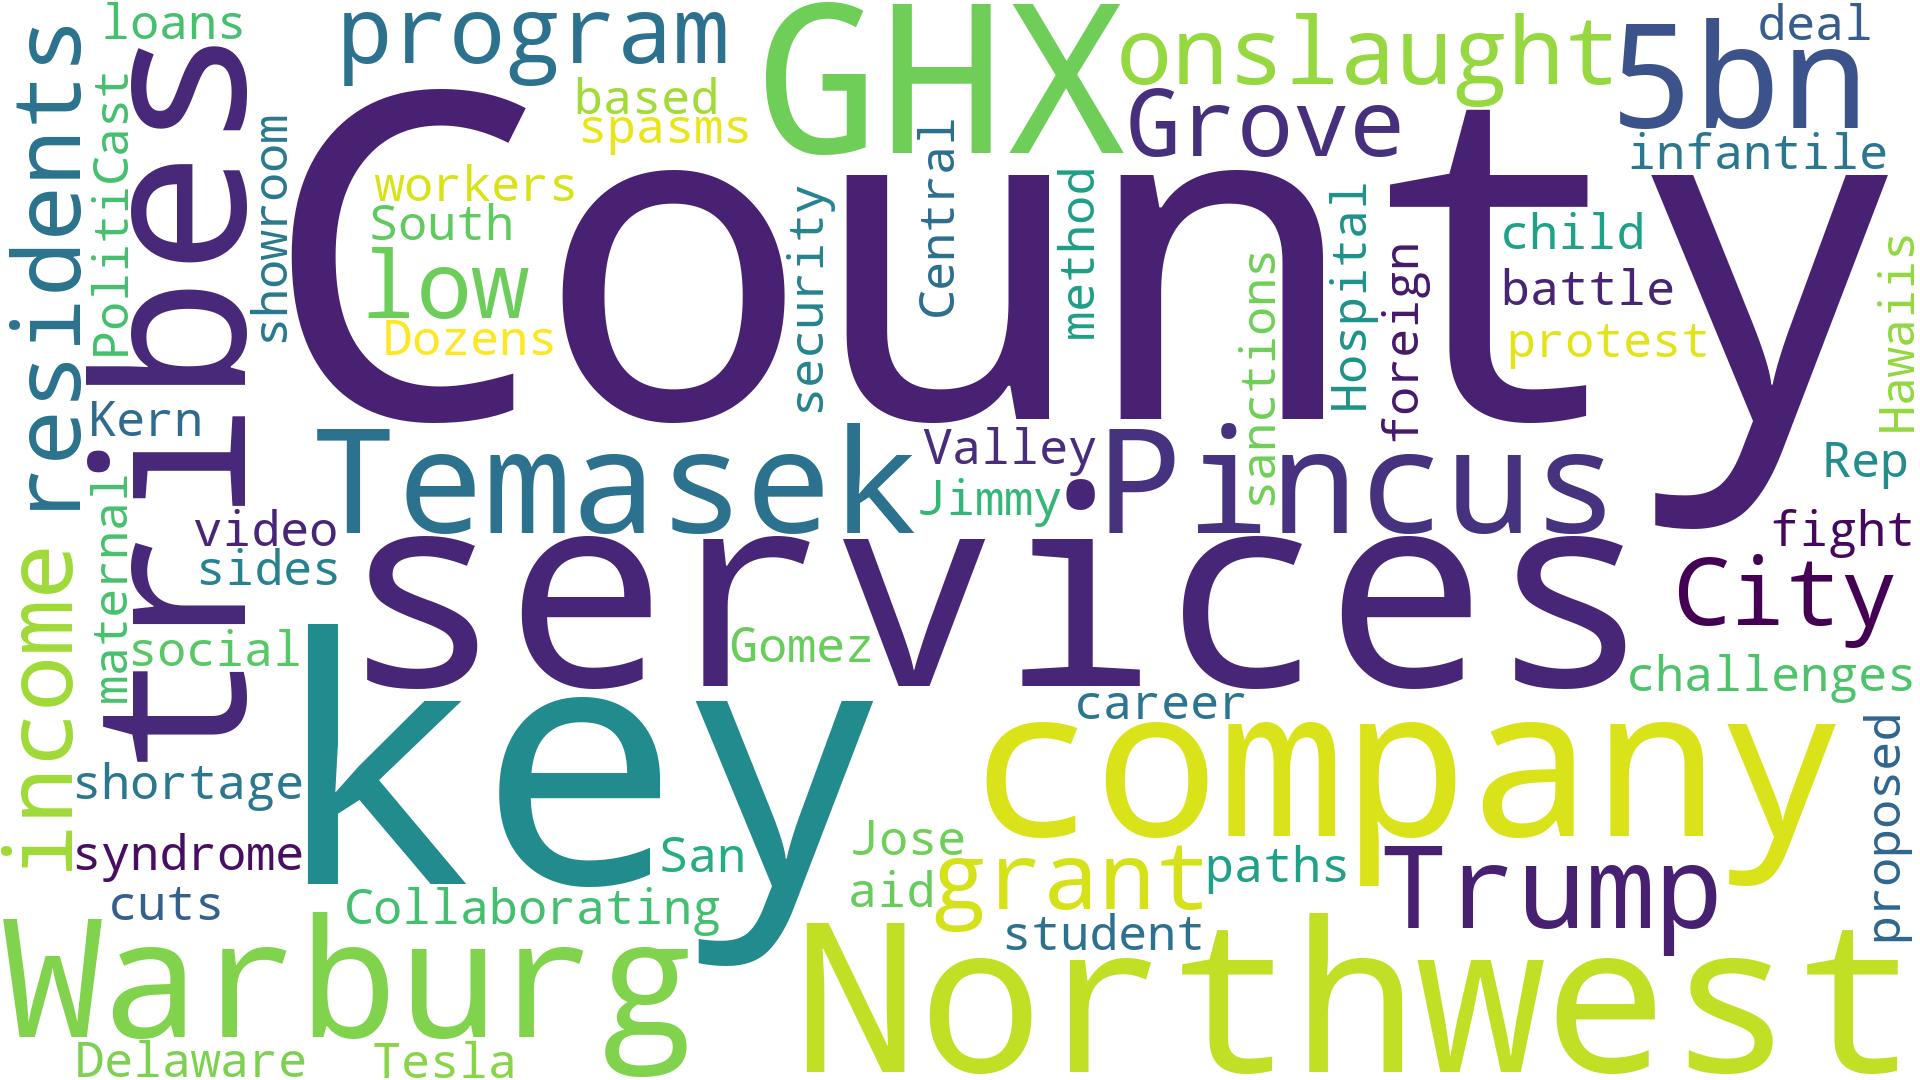 loans
program
GHX
onslaught
5bn
deal
residents
PolitiCast
tribes
showroom
based
spasms
Grove
infantile
County
workers
South
low
Dozens
security
Central
method
sanctions
Hospital
foreign
child
battle
protest
Hawaiis
Kern
Temasek
Valley
Jimmy
Pincus
Rep
maternal
video
sides
services
fight
City
income
social
Gomez
challenges
key
career
company
proposed
shortage
syndrome
San
Jose
aid
grant
paths
Trump
cuts
Collaborating
student
Warburg
Northwest
Delaware
Tesla